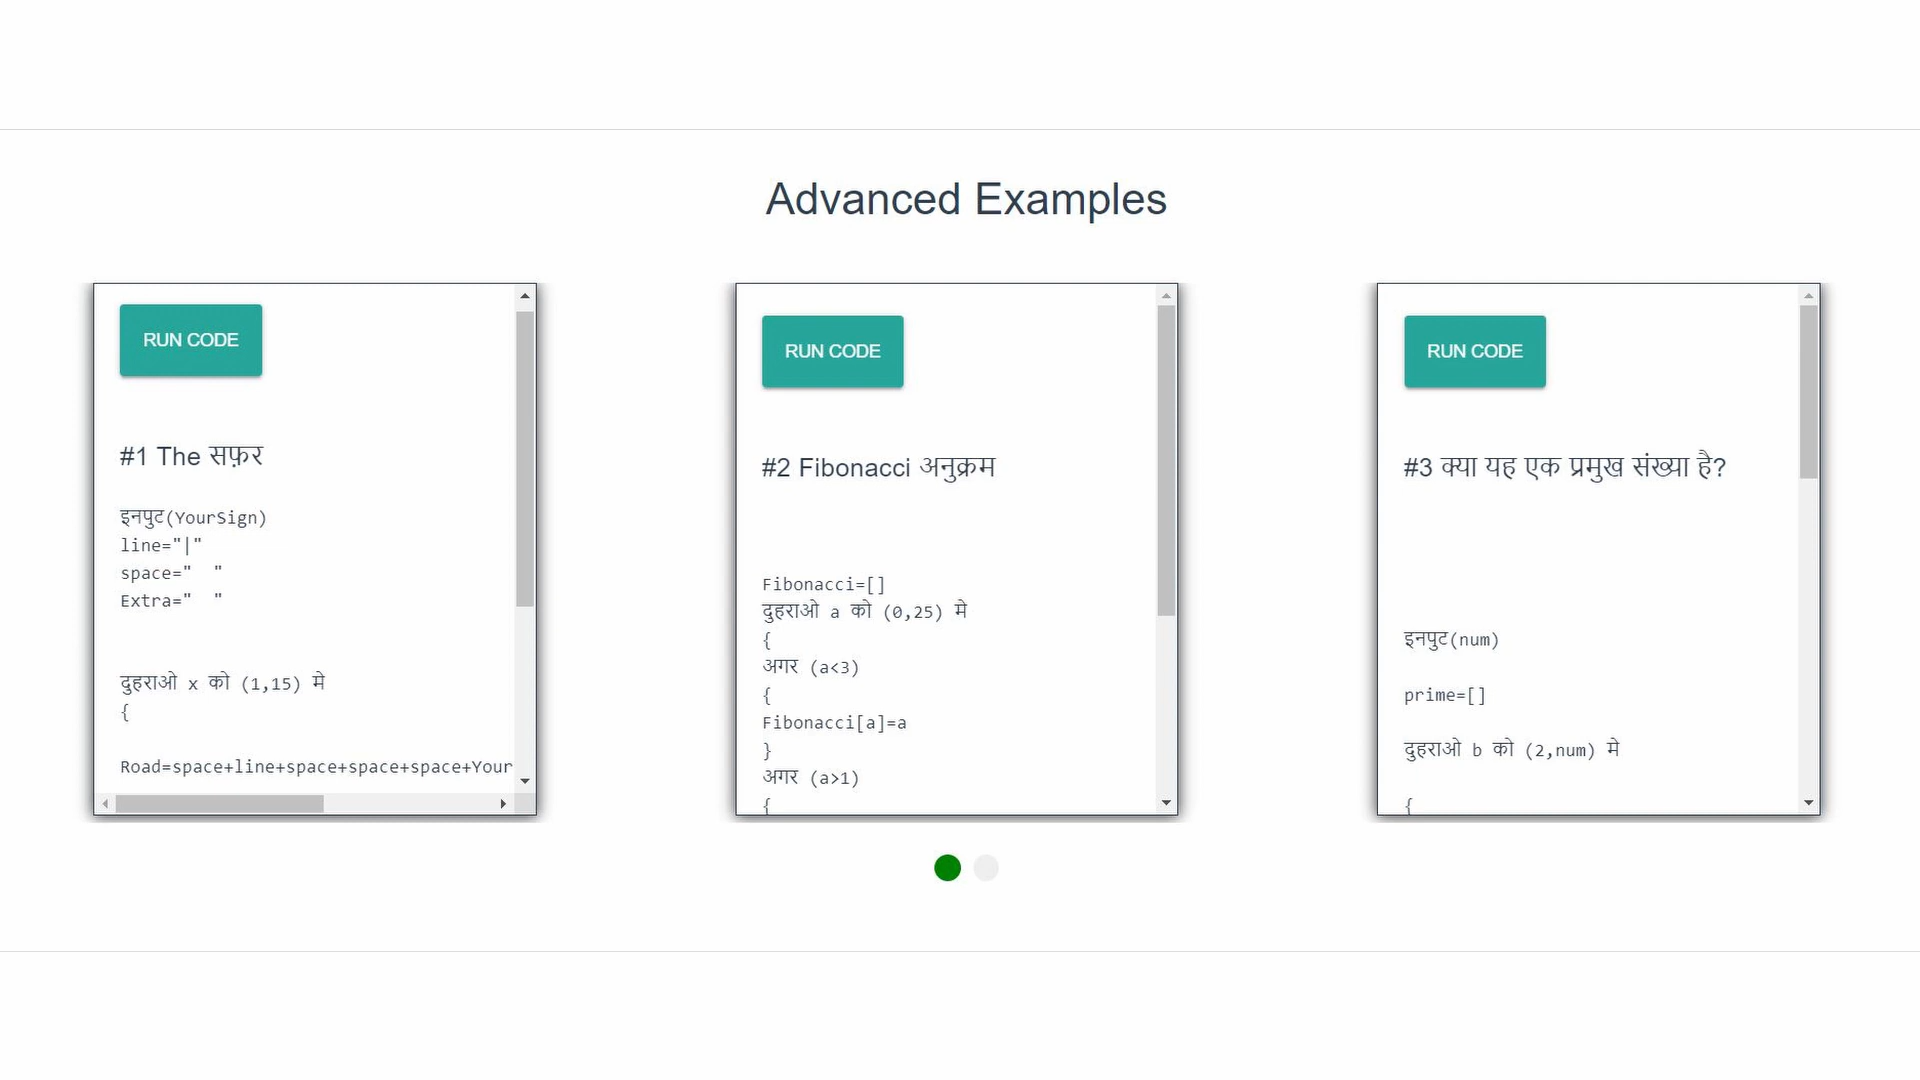 Advanced Examples
RUN CODE
#1 The सफ़र
इनपुट(YourSign)
line="|"
space="  "
Extra="  "
दुहराओ x को (1,15) मे
{
Road=space+line+space+space+space+Your
RUN CODE
#2 Fibonacci अनुक्रम
Fibonacci=[]
दुहराओ a को (0,25) मे
{
अगर (a<3)
{
Fibonacci[a]=a
}
अगर (a>1)
{
RUN CODE
#3 क्या यह एक प्रमुख संख्या है?
इनपुट(num)
prime=[]
दुहराओ b को (2,num) मे
{